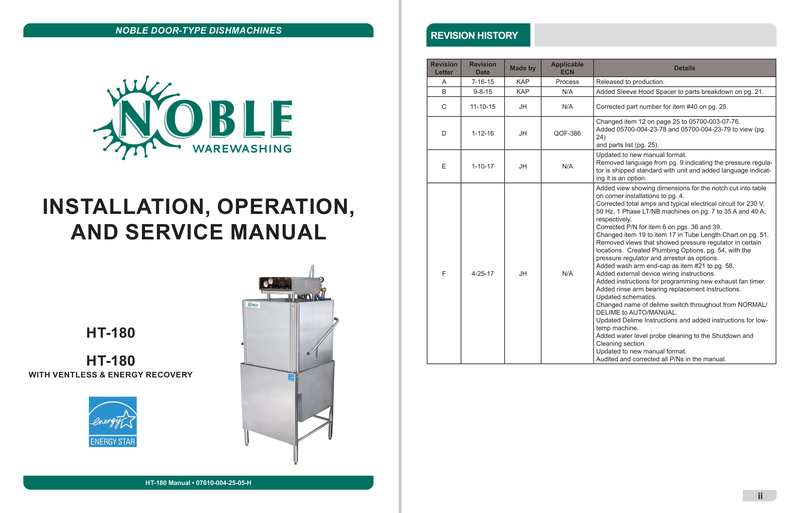 NOBLE DOOR-TYPE DISHMACHINES
NOBLE
WAREWASHING
INSTALLATION, OPERATION,
AND SERVICE MANUAL
HT-180
HT-180
WITH VENTLESS & ENERGY RECOVERY
energy
ENERGY STAR
HT-180 Manual • 07610-004-25-05-H
REVISION HISTORY
Revision Letter Revision Date Made by Applicable ECN Details
A 7-16-15 KAP Process Released to production.
B 9-8-15 KAP N/A Added Sleeve Hood Spacer to parts breakdown on pg. 21.
C 11-10-15 JH N/A Corrected part number for item #40 on pg. 25.
D 1-12-16 JH QOF-386 Changed item 12 on page 25 to 05700-003-07-76.
Added 05700-004-23-78 and 05700-004-23-79 to view (pg.
24)
and parts list (pg. 25).
E 1-10-17 JH N/A Updated to new manual format.
Removed language from pg. 9 indicating the pressure regula-
tor is shipped standard with unit and added language indicat-
ing it is an option.
F 4-25-17 JH N/A Added view showing dimensions for the notch cut into table
on corner installations to pg. 4.
Corrected total amps and typical electrical circuit for 230 V,
50 Hz, 1 Phase LT/NB machines on pg. 7 to 35 A and 40 A,
respectively.
Corrected P/N for item 6 on pgs. 36 and 39.
Changed item 19 to item 17 in Tube Length Chart on pg. 51.
Removed views that showed pressure regulator in certain
locations. Created Plumbing Options, pg. 54, with the
pressure regulator and arrestor as options.
Added wash arm end-cap as item #21 to pg. 58.
Added external device wiring instructions.
Added instructions for programming new exhaust fan timer.
Added rinse arm bearing replacement instructions.
Updated schematics.
Changed name of delime switch throughout from NORMAL/
DELIME to AUTO/MANUAL.
Updated Delime Instructions and added instructions for low-
temp machine.
Added water level probe cleaning to the Shutdown and
Cleaning section.
Updated to new manual format.
Audited and corrected all P/Ns in the manual.
ii